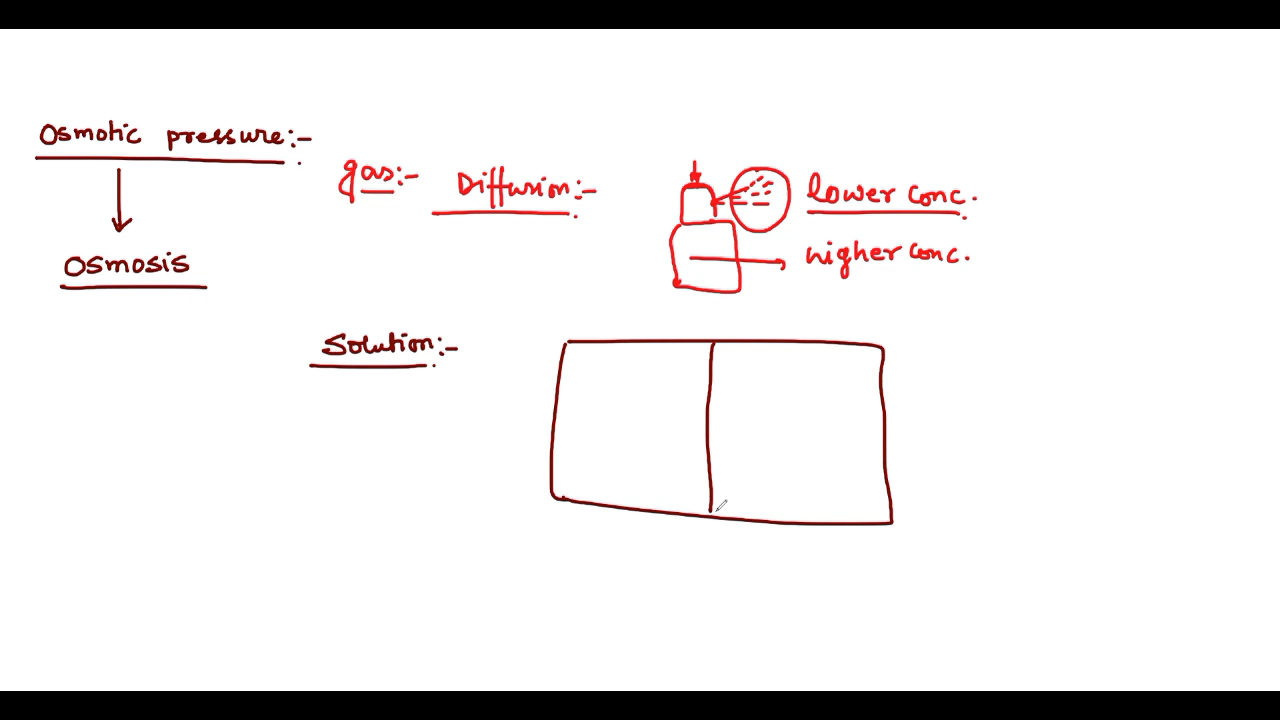 Osmotic pressure:-
gas:- Diffusion:-
lower conc.
higher conc.
Osmosis
Solution:-